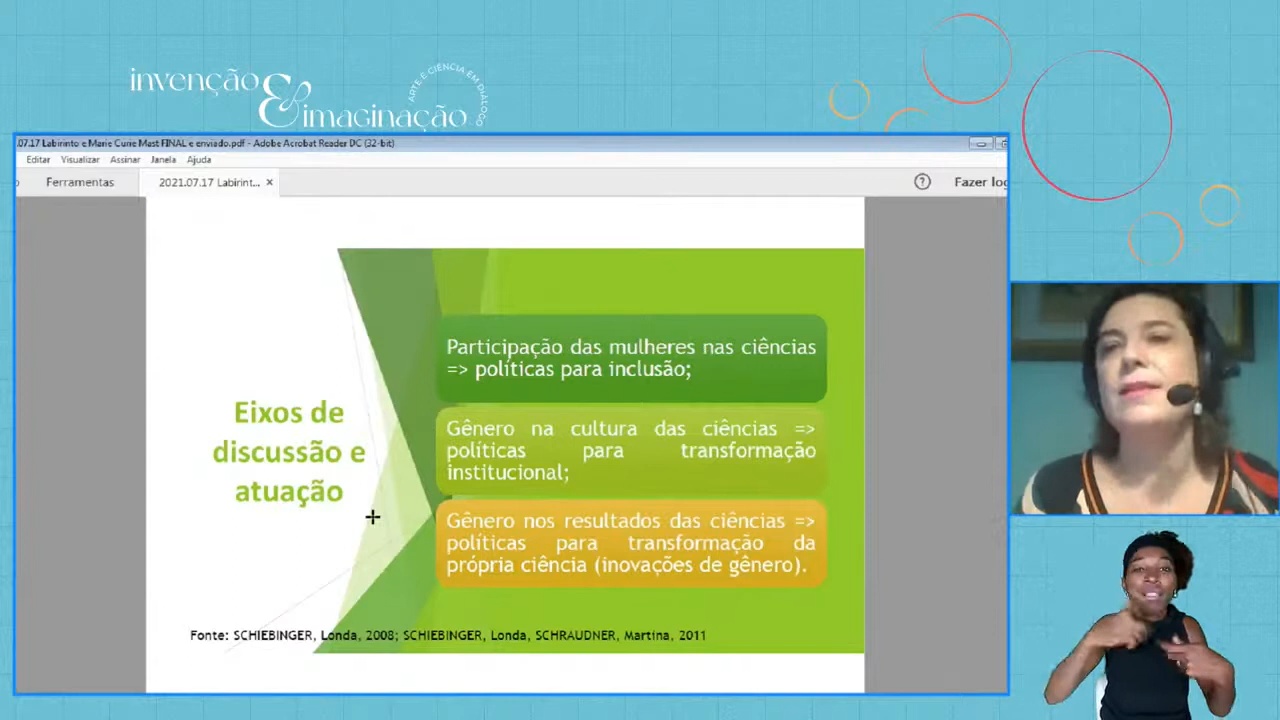 invenção
&
imaginação
ARTE E CIÊNCIA EM DIÁLOGO
.07.17 Labirinto e Marie Curie Mast FINAL e enviado.pdf - Adobe Acrobat Reader DC (32-bit)
Editar Visualizar Assinar Janela Ajuda
Ferramentas 2021.07.17 Labirint... × ? Fazer log
Participação das mulheres nas ciências
=> políticas para inclusão;
Gênero na cultura das ciências =>
políticas para transformação
institucional;
Eixos de
discussão e
atuação
Gênero nos resultados das ciências =>
políticas para transformação da
própria ciência (inovações de gênero).
Fonte: SCHIEBINGER, Londa, 2008; SCHIEBINGER, Londa, SCHRAUDNER, Martina, 2011